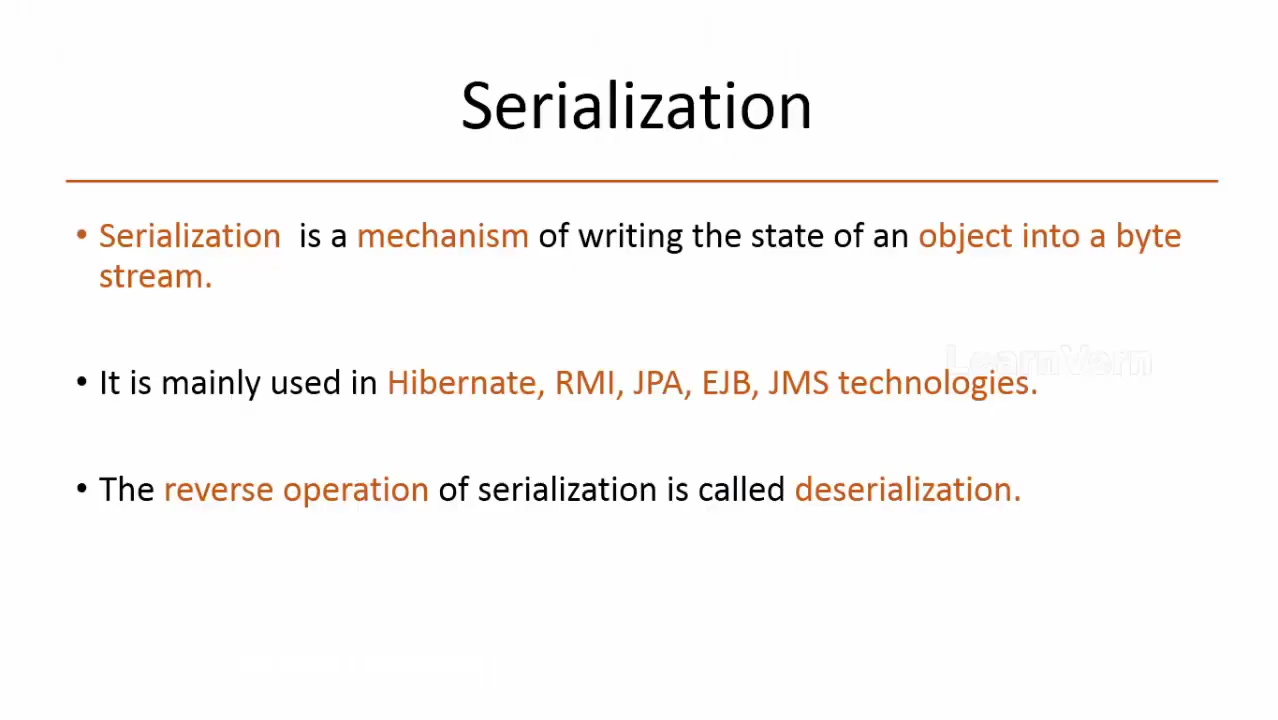 Serialization
• Serialization is a mechanism of writing the state of an object into a byte
stream.
LearnVern
• It is mainly used in Hibernate, RMI, JPA, EJB, JMS technologies.
• The reverse operation of serialization is called deserialization.